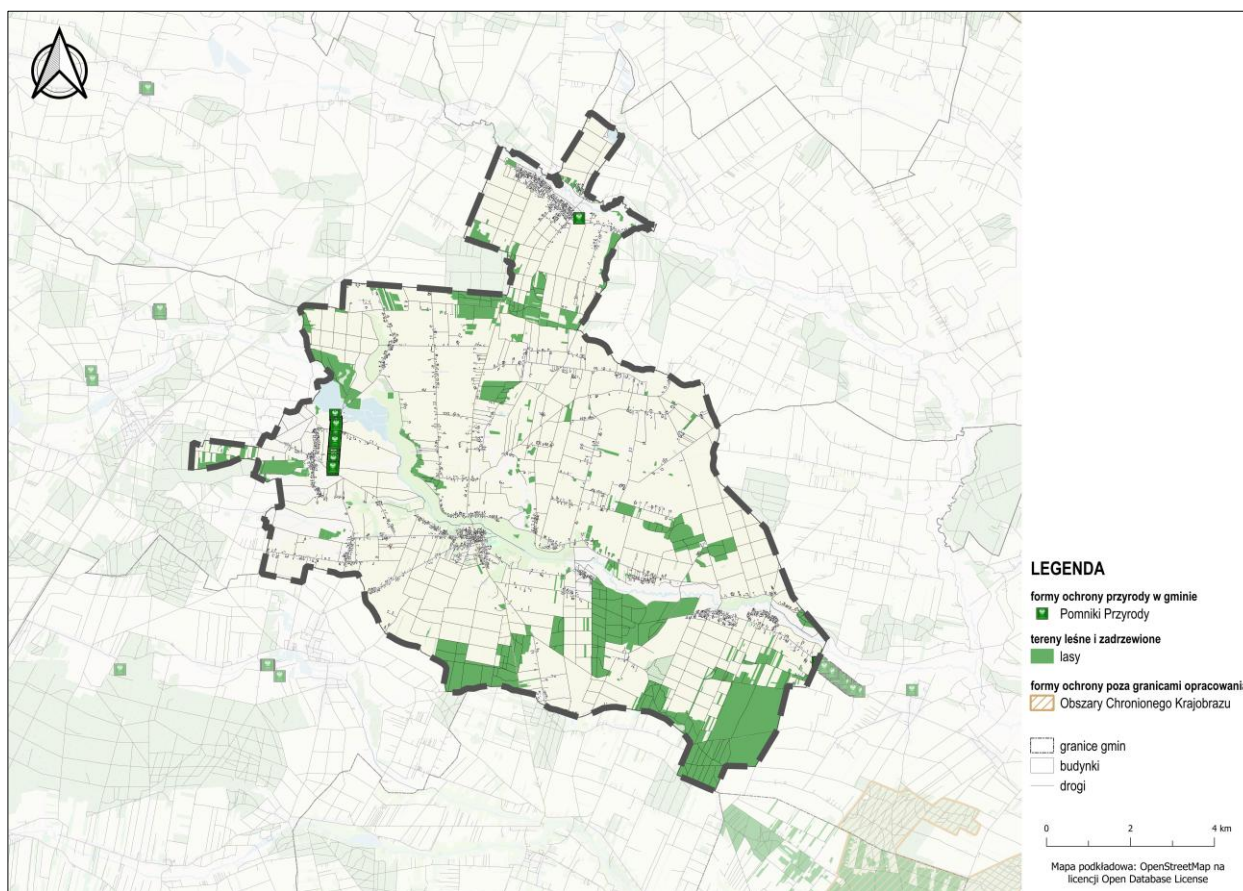 LEGENDA
formy ochrony przyrody w gminie
Pomniki Przyrody
tereny leśne i zadrzewione
lasy
formy ochrony poza granicami opracowania
Obszary Chronionego Krajobrazu
granice gmin
budynki
drogi
0 2 4 km
Mapa podkładowa: OpenStreetMap na
licencji Open Database License